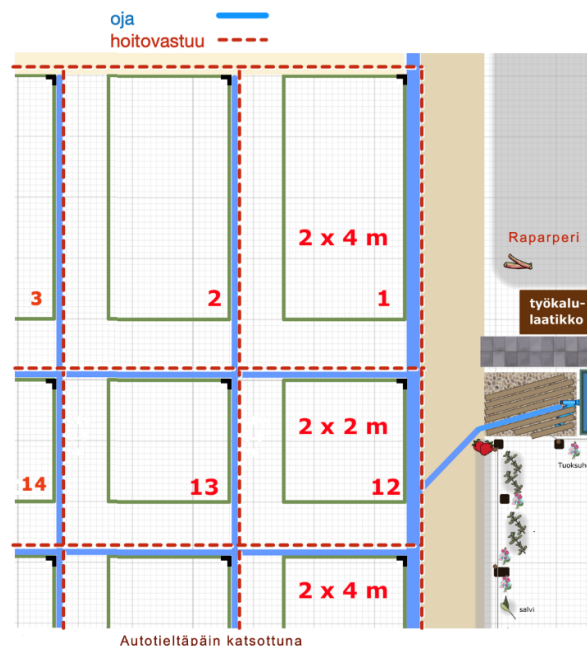 oja
hoitovastuu
2 x 4 m
Raparperi
3
2
1
työkalu-
laatikko
2 x 2 m
14
13
12
Tuoksuh
2 x 4 m
salvi
Autotieltäpäin katsottuna